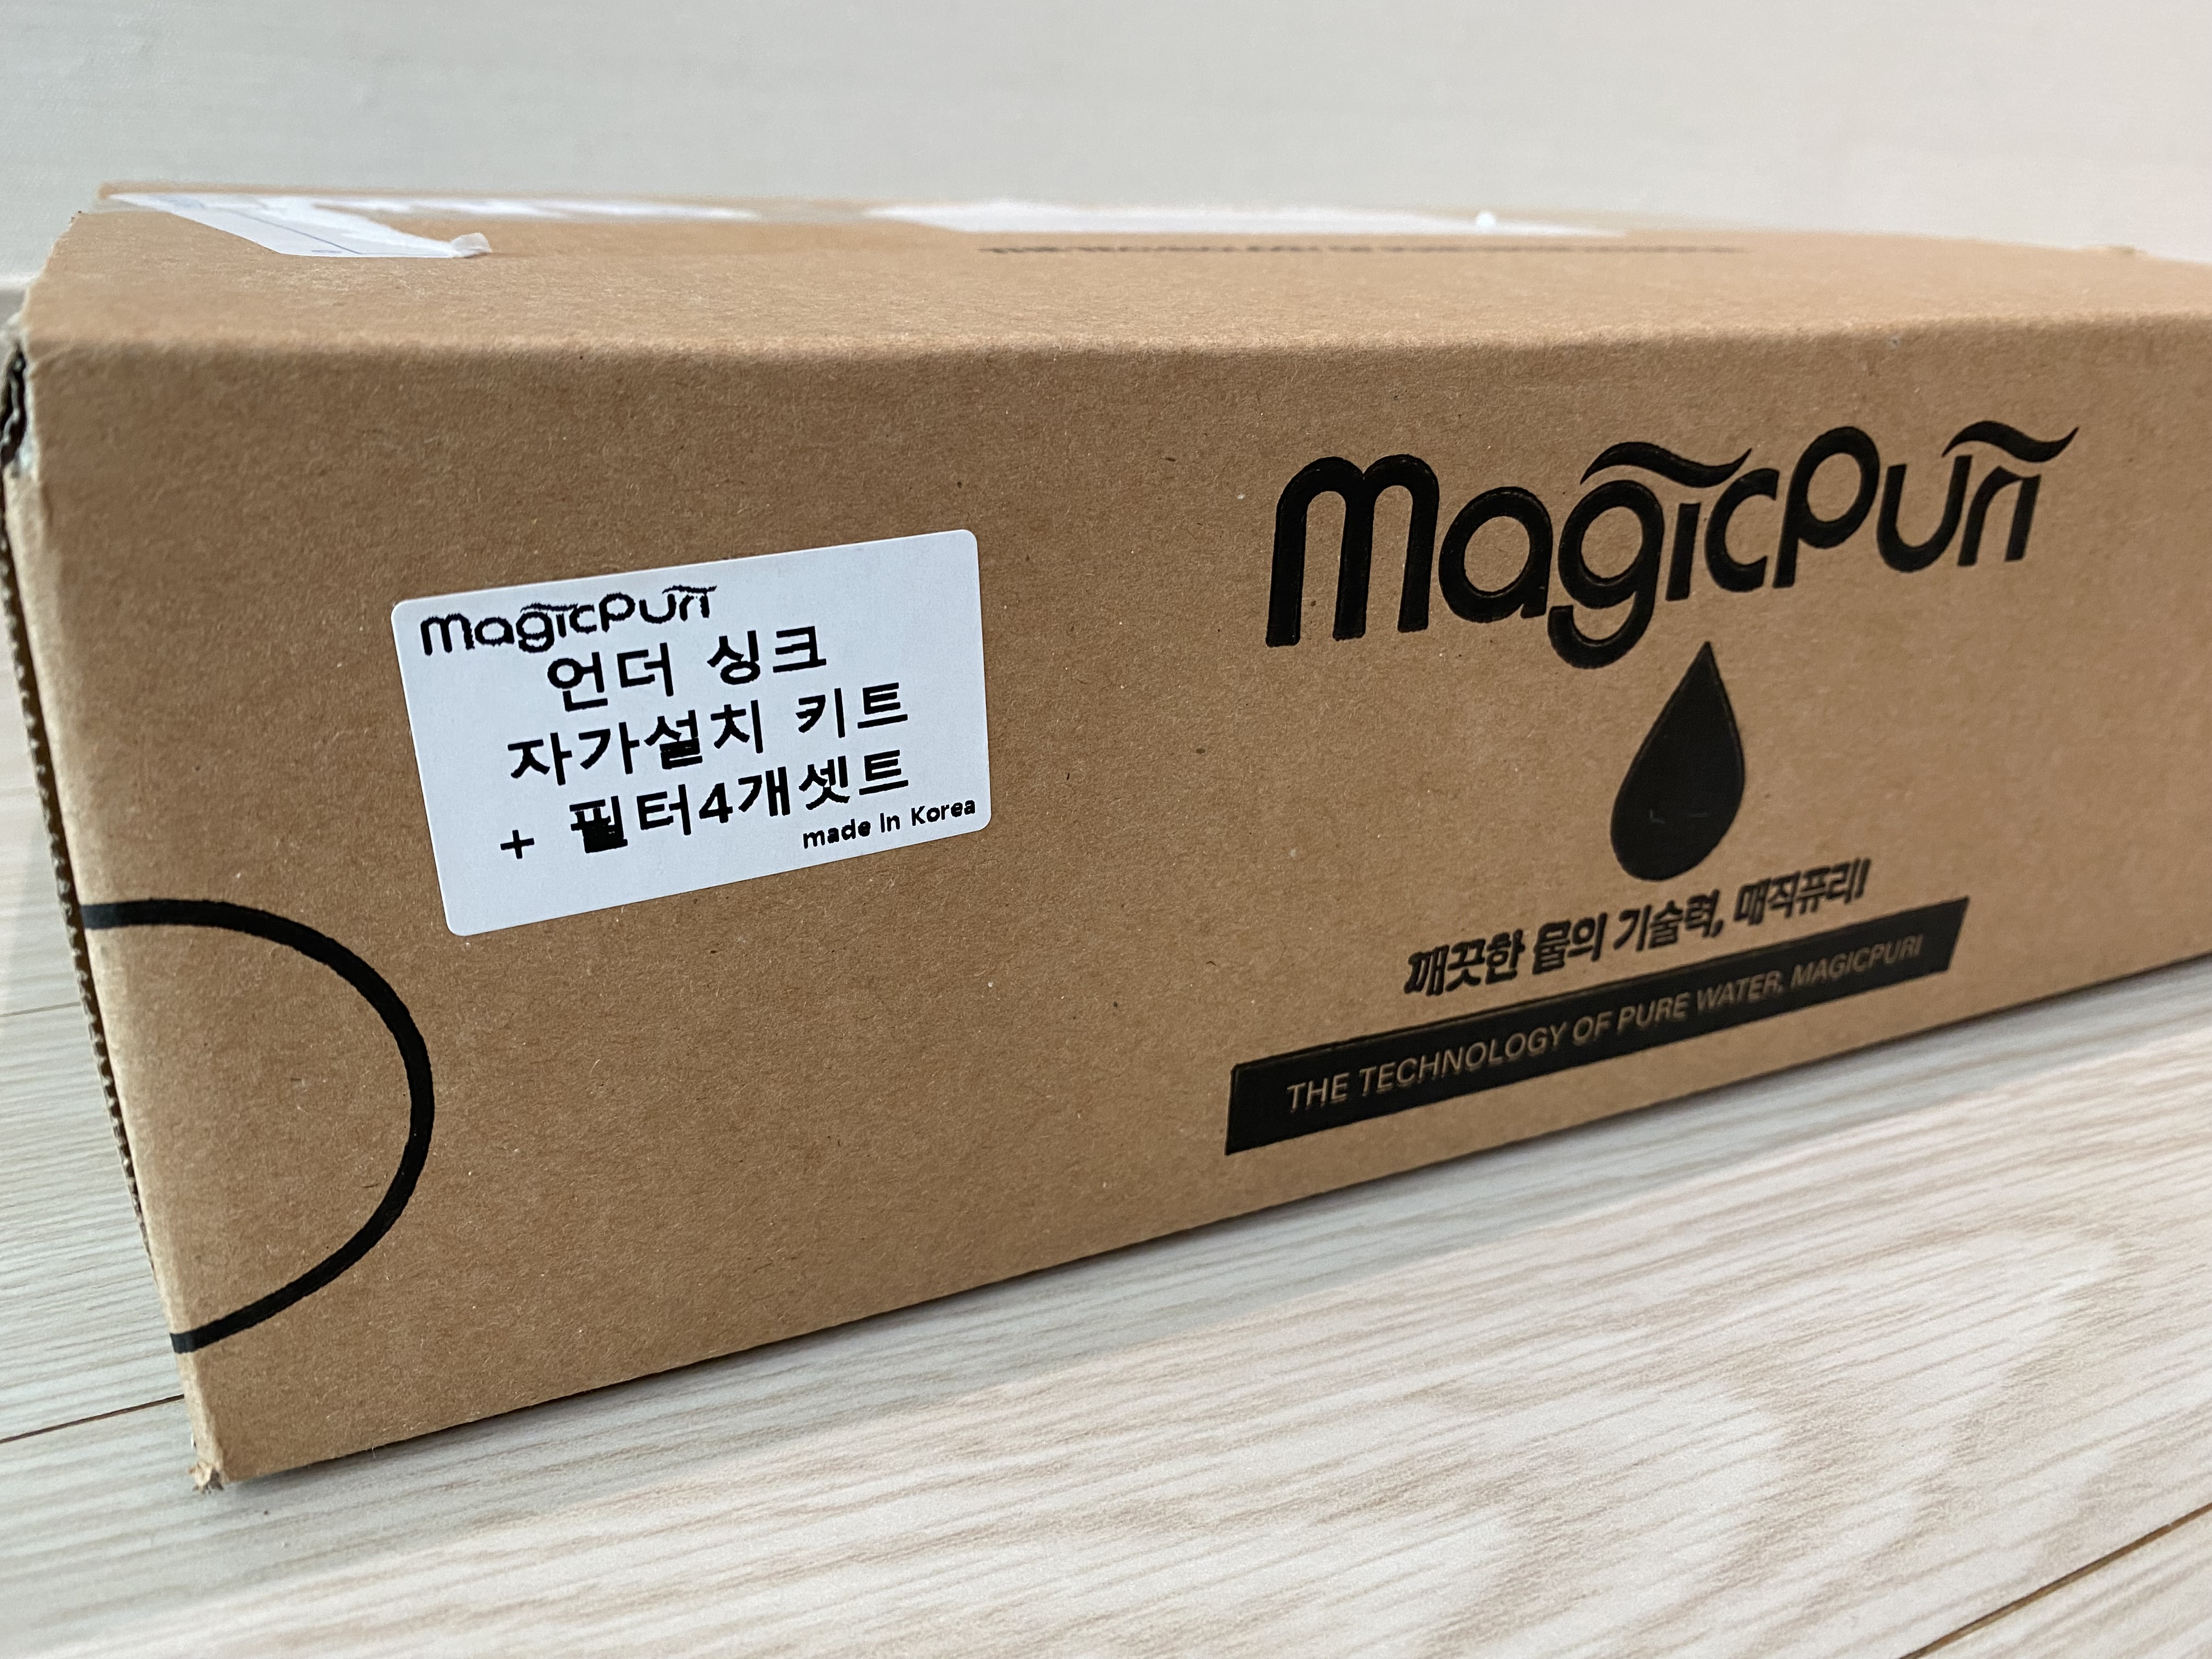 magicpuri
언더 싱크
자가설치 키트
+ 필터4개셋트
made in Korea
magicpuri
깨끗한 물의 기술력, 매직퓨리!
THE TECHNOLOGY OF PURE WATER, MAGICPURI